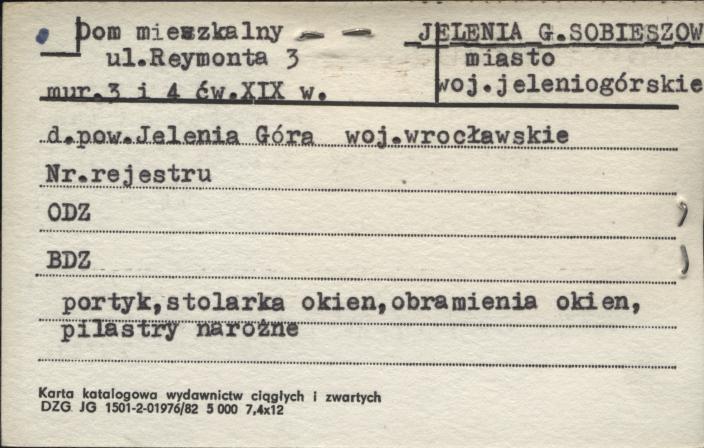 Dom mieszkalny — — JELENIA G.SOBIESZOW
ul.Reymonta 3 miasto
mur.3 i 4 ćw.XIX w. woj.jeleniogórskie
d.pow.Jelenia Góra woj.wrocławskie
Nr.rejestru
ODZ
BDZ
portyk,stolarka okien,obramienia okien,
pilastry narożne
Karta katalogowa wydawnictw ciągłych i zwartych
DZG JG 1501-2-01976/82 5 000 7,4x12